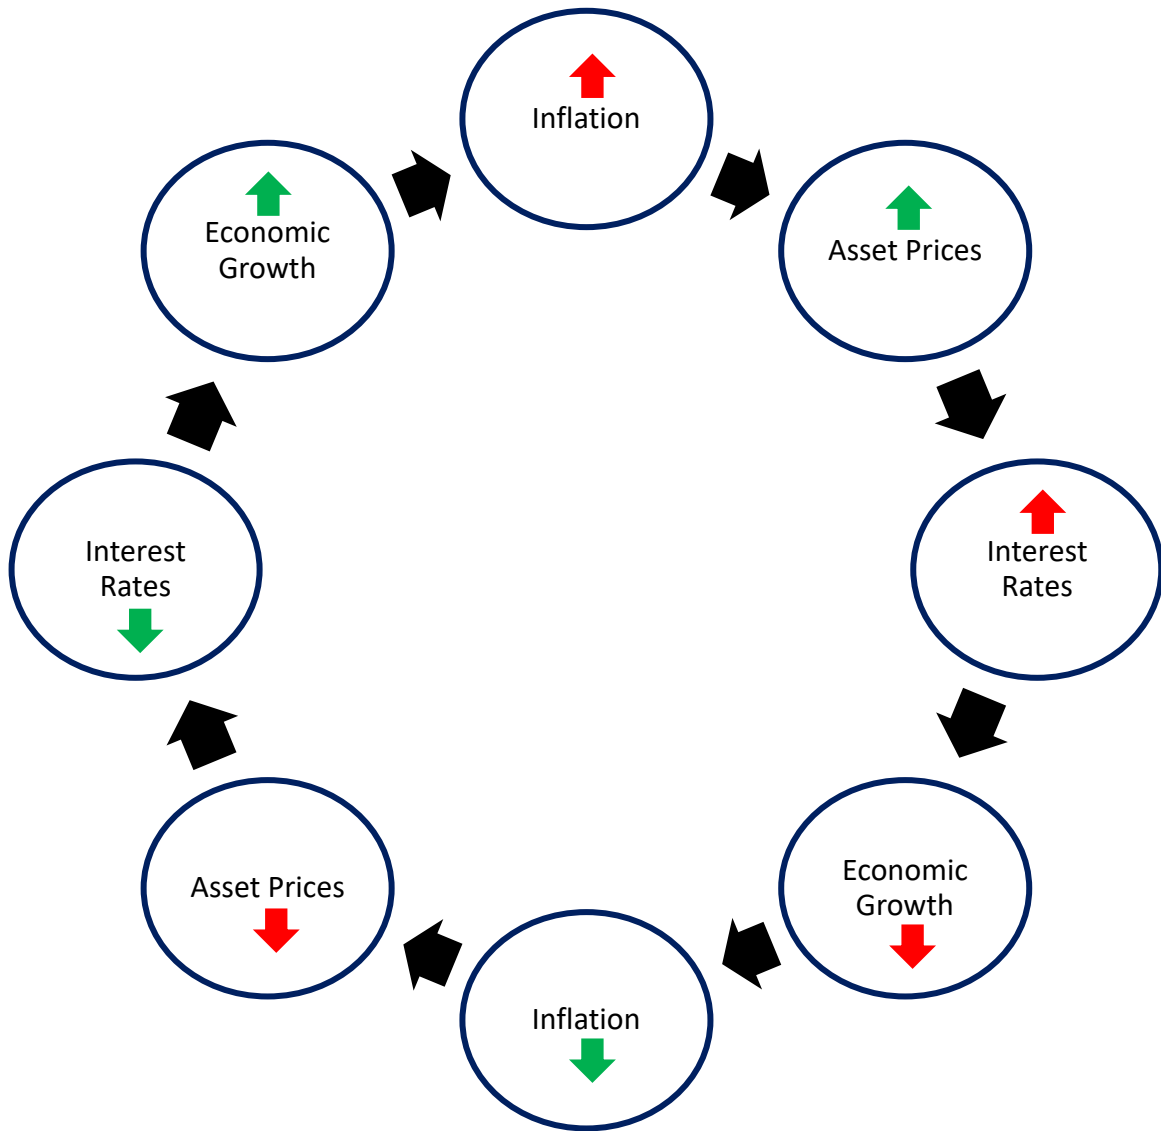 Inflation
Asset Prices
Interest
Rates
Economic
Growth
Inflation
Asset Prices
Interest
Rates
Economic
Growth